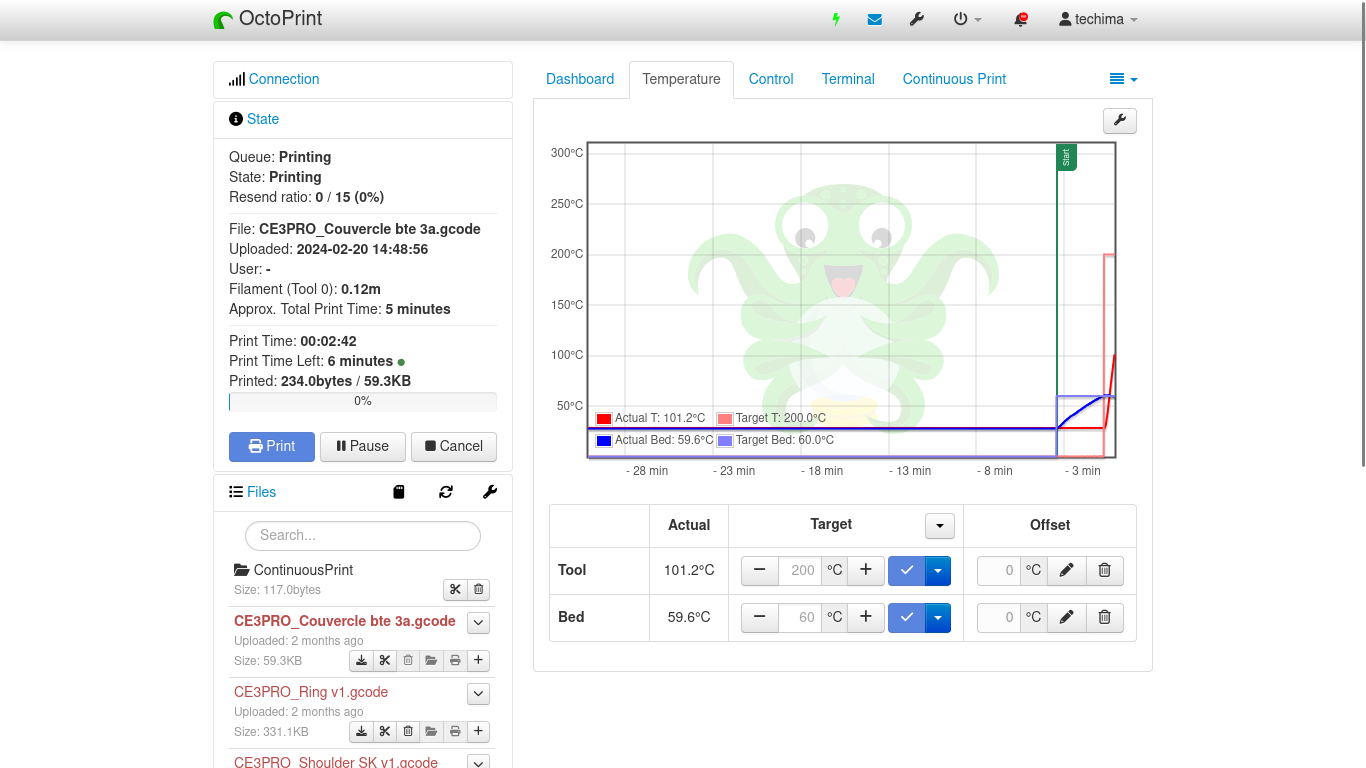 OctoPrint
techima
Connection
State
Queue: Printing
State: Printing
Resend ratio: 0 / 15 (0%)
File: CE3PRO_Couvercle bte 3a.gcode
Uploaded: 2024-02-20 14:48:56
User: -
Filament (Tool 0): 0.12m
Approx. Total Print Time: 5 minutes
Print Time: 00:02:42
Print Time Left: 6 minutes
Printed: 234.0bytes / 59.3KB
0%
Print Pause Cancel
Files
Search...
ContinuousPrint
Size: 117.0bytes
CE3PRO_Couvercle bte 3a.gcode
Uploaded: 2 months ago
Size: 59.3KB
CE3PRO_Ring v1.gcode
Uploaded: 2 months ago
Size: 331.1KB
CE3PRO_Shoulder SK v1.gcode
Dashboard Temperature Control Terminal Continuous Print
300°C
250°C
200°C
150°C
100°C
50°C
Start
Actual T: 101.2°C Target T: 200.0°C
Actual Bed: 59.6°C Target Bed: 60.0°C
- 28 min - 23 min - 18 min - 13 min - 8 min - 3 min
Actual Target Offset
Tool 101.2°C 200 °C 0 °C
Bed 59.6°C 60 °C 0 °C